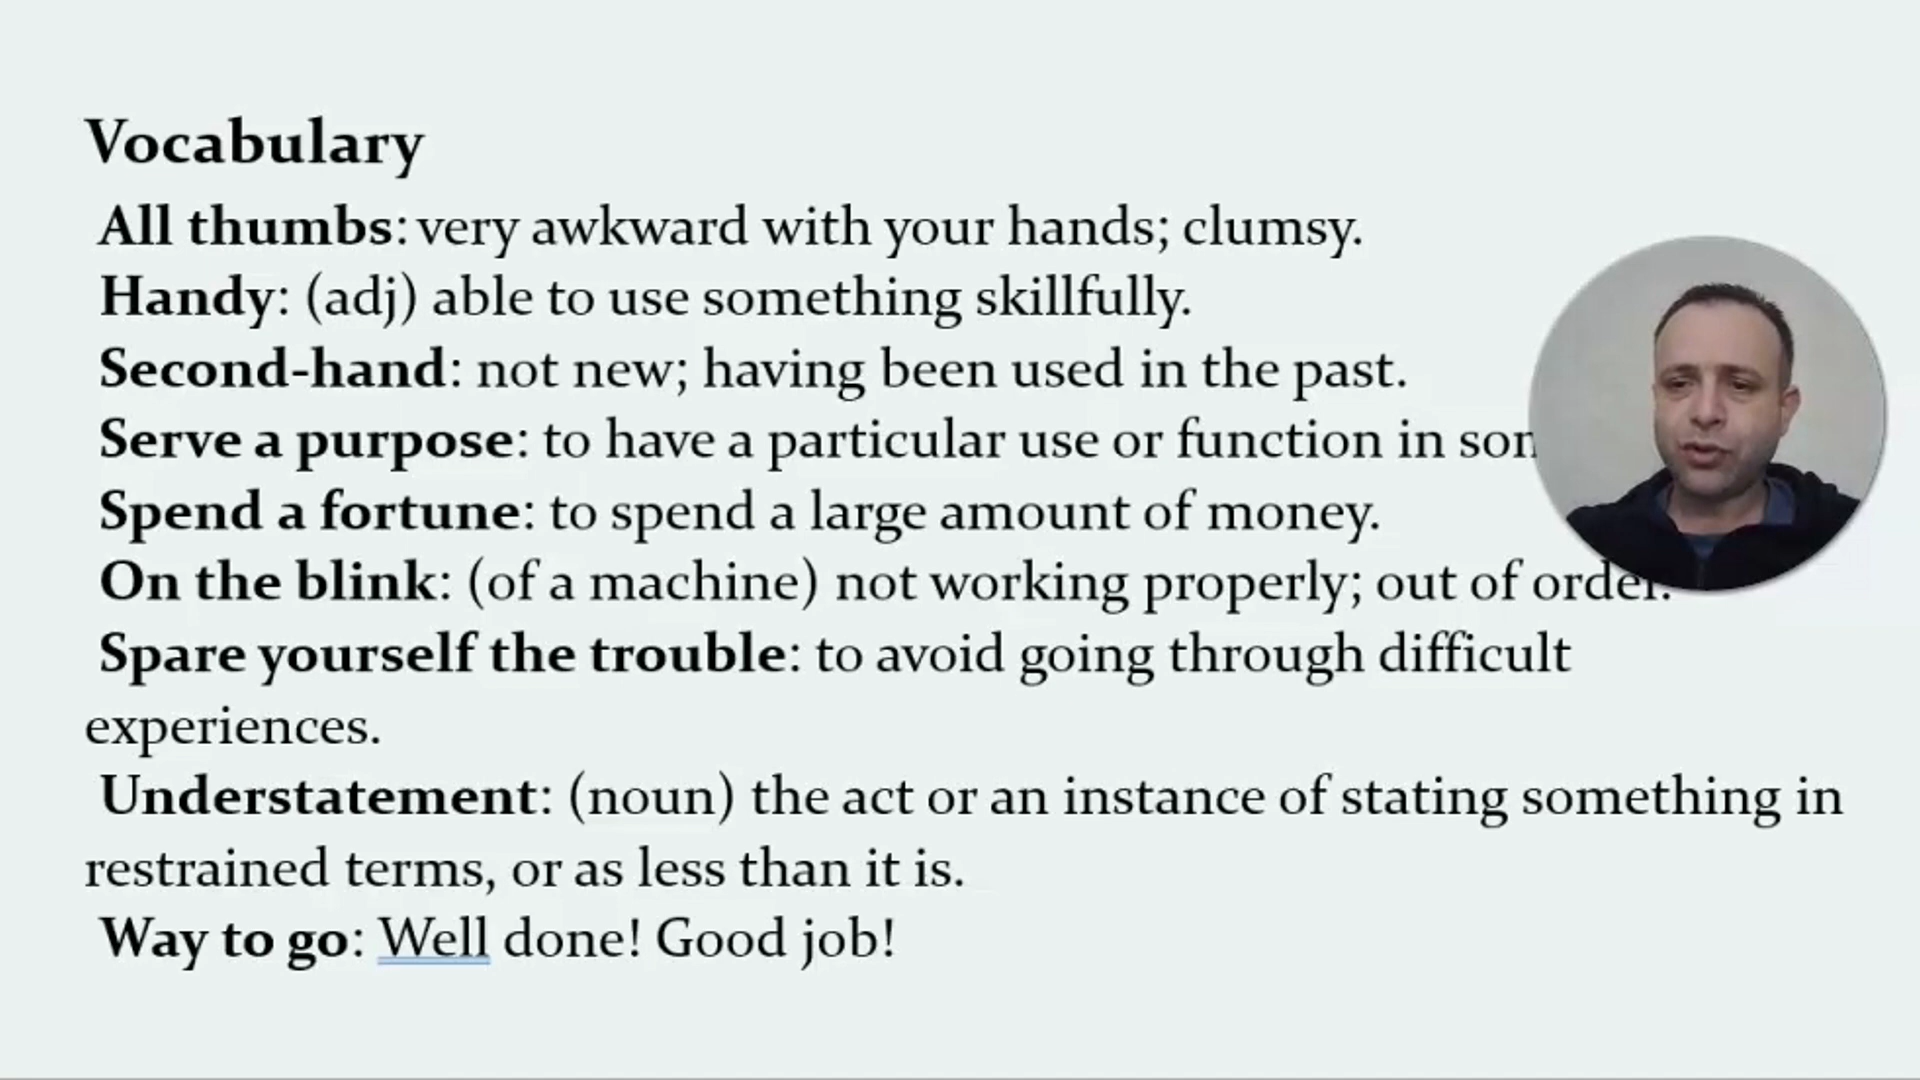 Vocabulary
All thumbs: very awkward with your hands; clumsy.
Handy: (adj) able to use something skillfully.
Second-hand: not new; having been used in the past.
Serve a purpose: to have a particular use or function in
Spend a fortune: to spend a large amount of money.
On the blink: (of a machine) not working properly; out of order.
Spare yourself the trouble: to avoid going through difficult
experiences.
Understatement: (noun) the act or an instance of stating something in
restrained terms, or as less than it is.
Way to go: Well done! Good job!